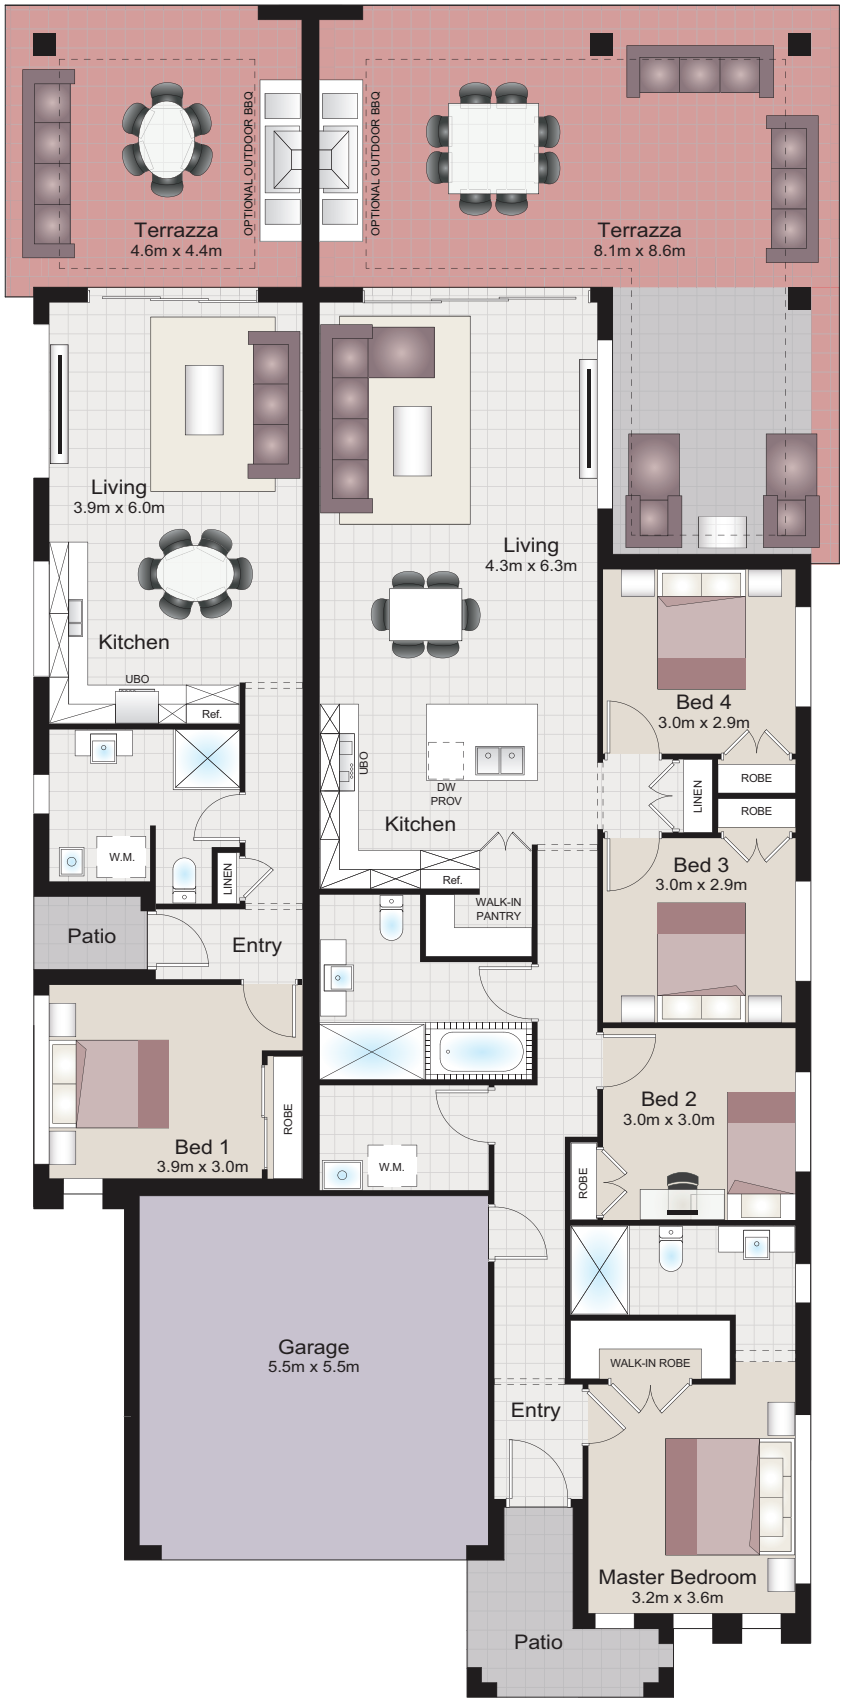 OPTIONAL OUTDOOR BBQ
OPTIONAL OUTDOOR BBQ
Terrazza
4.6m x 4.4m
Terrazza
8.1m x 8.6m
Living
3.9m x 6.0m
Living
4.3m x 6.3m
Kitchen
UBO
Ref.
Bed 4
3.0m x 2.9m
UBO
DW
PROV
Kitchen
ROBE
LINEN
ROBE
W.M.
LINEN
Ref.
Bed 3
3.0m x 2.9m
WALK-IN
PANTRY
Patio
Entry
Bed 1
3.9m x 3.0m
ROBE
Bed 2
3.0m x 3.0m
W.M.
ROBE
Garage
5.5m x 5.5m
WALK-IN ROBE
Entry
Master Bedroom
3.2m x 3.6m
Patio